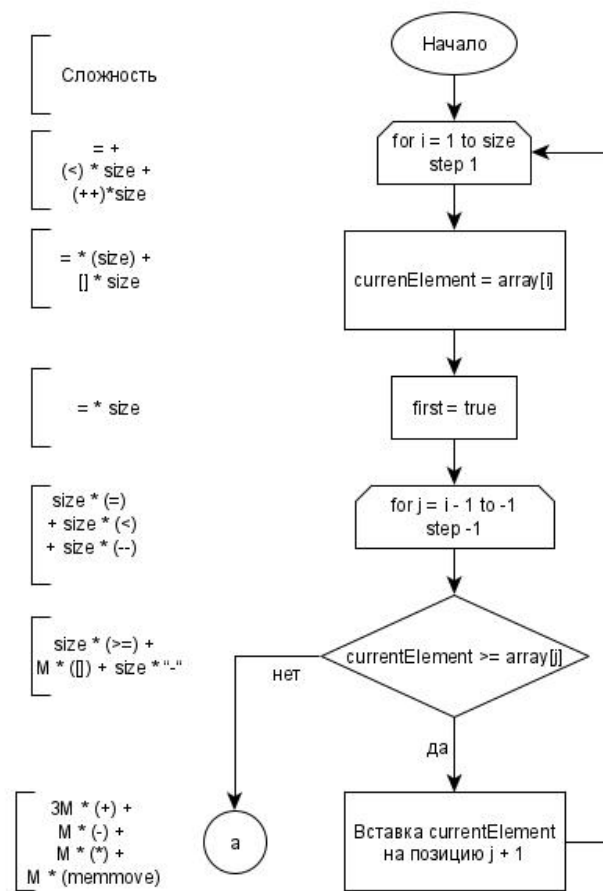 Начало
Сложность
for i = 1 to size
step 1
= +
(<) * size +
(++)*size
= * (size) +
[] * size
currenElement = array[i]
= * size
first = true
size * (=)
+ size * (<)
+ size * (--)
for j = i - 1 to -1
step -1
size * (>=) +
M * ([]) + size * "-"
currentElement >= array[j]
нет
да
3M * (+) +
M * (-) +
M * (*) +
M * (memmove)
a
Вставка currentElement
на позицию j + 1